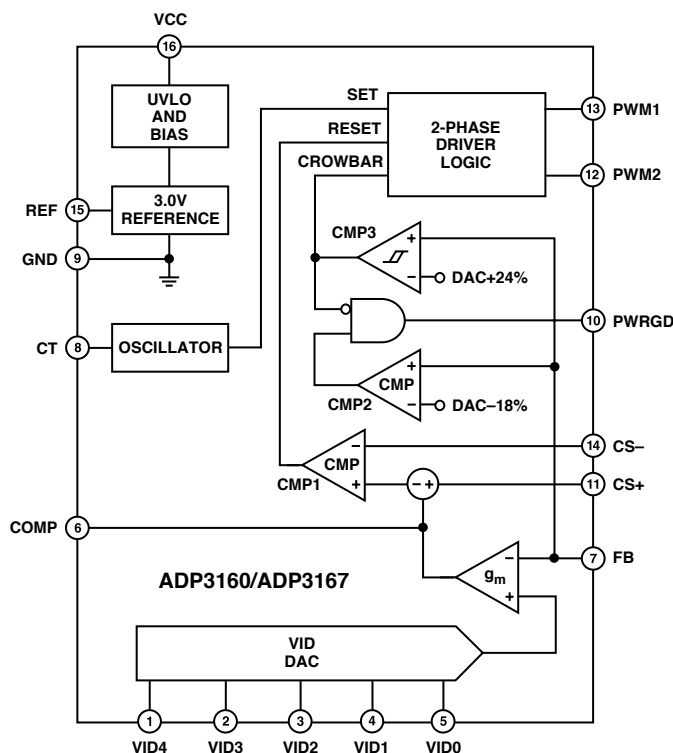 VCC
16
UVLO
AND
BIAS
SET
RESET
CROWBAR
2-PHASE
DRIVER
LOGIC
13 PWM1
12 PWM2
REF 15
3.0V
REFERENCE
GND 9
CMP3
+
−
DAC+24%
CT 8
OSCILLATOR
10 PWRGD
CMP
+
−
CMP2
DAC−18%
14 CS−
CMP
−
+
CMP1
− +
11 CS+
COMP 6
7 FB
gm
−
+
ADP3160/ADP3167
VID
DAC
1 2 3 4 5
VID4 VID3 VID2 VID1 VID0